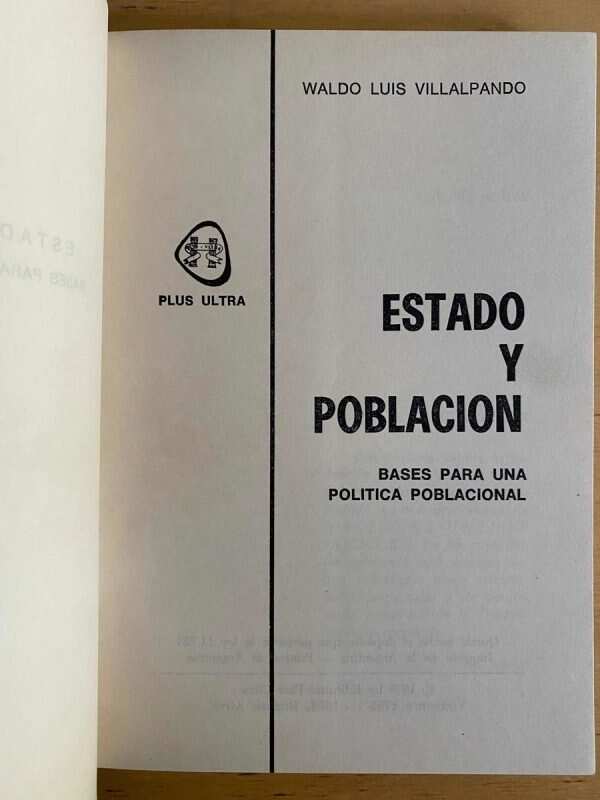 WALDO LUIS VILLALPANDO
PLUS ULTRA
ESTADO
Y
POBLACION
BASES PARA UNA
POLITICA POBLACIONAL